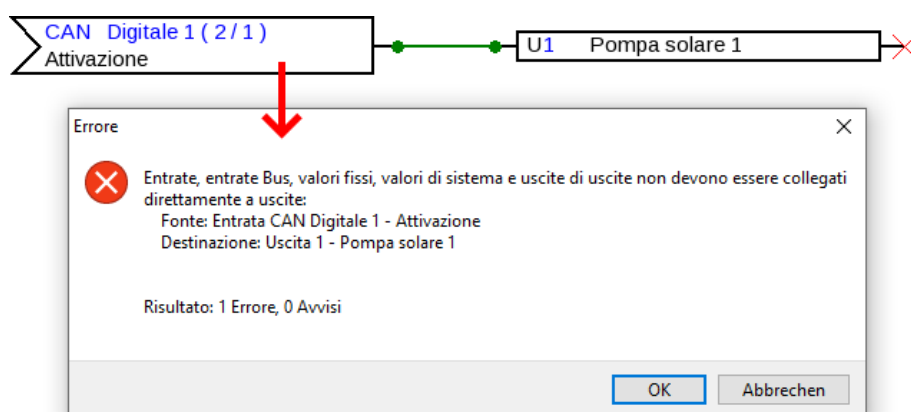 CAN Digitale 1 ( 2 / 1 )
Attivazione
U1 Pompa solare 1
Errore
Entrate, entrate Bus, valori fissi, valori di sistema e uscite di uscite non devono essere collegati
direttamente a uscite:
Fonte: Entrata CAN Digitale 1 - Attivazione
Destinazione: Uscita 1 - Pompa solare 1
Risultato: 1 Errore, 0 Avvisi
OK
Abbrechen